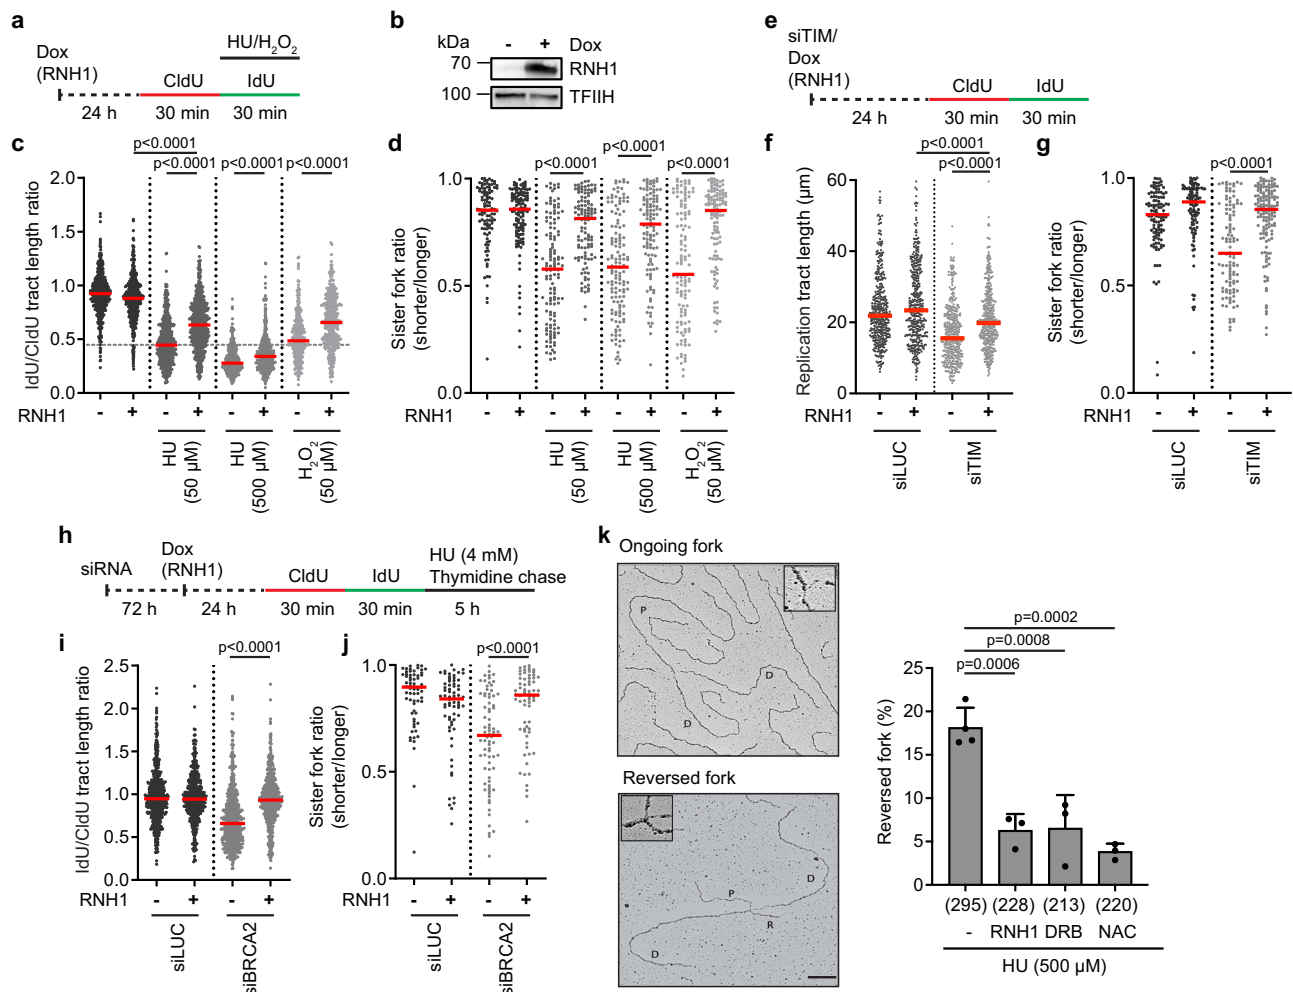 a
HU/H2O2
Dox
(RNH1)
CldU
IdU
24 h
30 min
30 min
b
kDa
-
+
Dox
70
RNH1
100
TFIIH
e
siTIM/
Dox
(RNH1)
CldU
IdU
24 h
30 min
30 min
c
p<0.0001
p<0.0001
p<0.0001
p<0.0001
IdU/CldU tract length ratio
2.0
1.5
1.0
0.5
0.0
RNH1
-
+
-
+
-
+
-
+
HU
(50 µM)
HU
(500 µM)
H2O2
(50 µM)
d
p<0.0001
p<0.0001
p<0.0001
Sister fork ratio
(shorter/longer)
1.0
0.5
0.0
RNH1
-
+
-
+
-
+
-
+
HU
(50 µM)
HU
(500 µM)
H2O2
(50 µM)
f
p<0.0001
p<0.0001
Replication tract length (µm)
60
40
20
0
RNH1
-
+
-
+
siLUC
siTIM
g
p<0.0001
Sister fork ratio
(shorter/longer)
1.0
0.5
0.0
-
+
-
+
siLUC
siTIM
h
siRNA
Dox
(RNH1)
CldU
IdU
HU (4 mM)
Thymidine chase
72 h
24 h
30 min
30 min
5 h
i
p<0.0001
IdU/CldU tract length ratio
2.5
2.0
1.5
1.0
0.5
0
RNH1
-
+
-
+
siLUC
siBRCA2
j
p<0.0001
Sister fork ratio
(shorter/longer)
1.0
0.5
0.0
RNH1
-
+
-
+
siLUC
siBRCA2
k
Ongoing fork
P
D
D
Reversed fork
P
D
R
D
p=0.0002
p=0.0008
p=0.0006
Reversed fork (%)
25
20
15
10
5
0
(295)
(228)
(213)
(220)
-
RNH1
DRB
NAC
HU (500 µM)